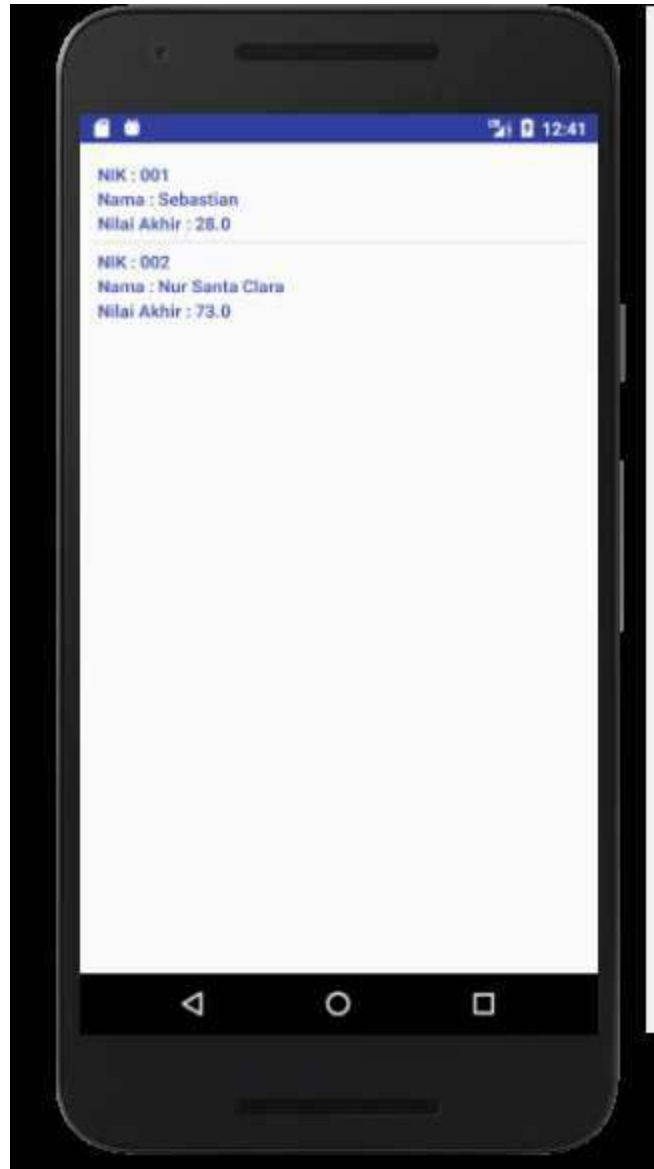 12:41
NIK : 001
Nama : Sebastian
Nilai Akhir : 28.0
NIK : 002
Nama : Nur Santa Clara
Nilai Akhir : 73.0